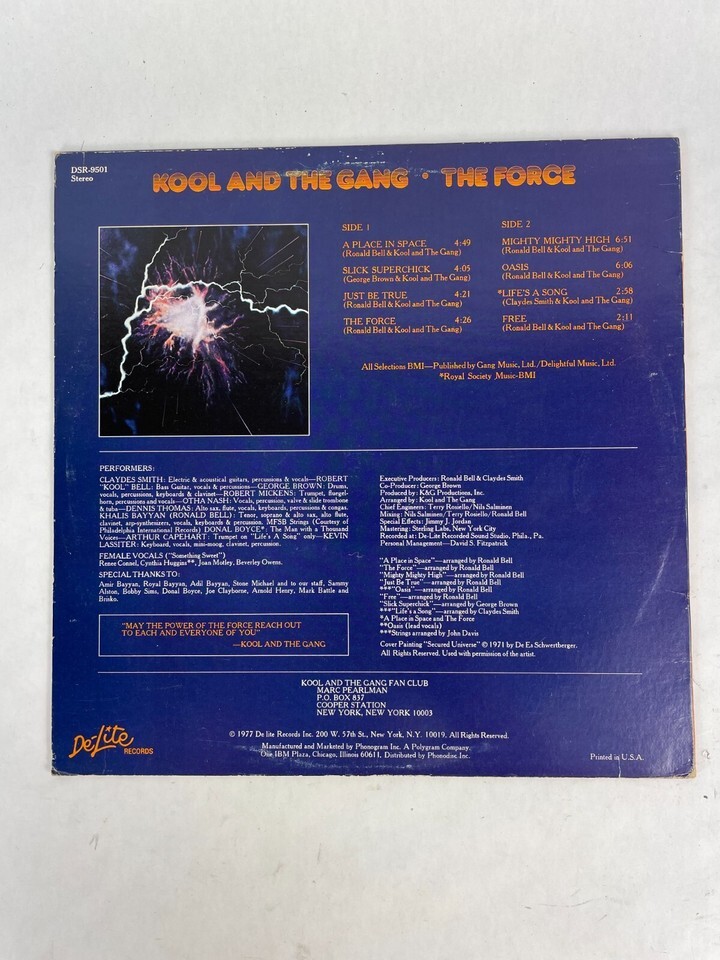 DSR-9501
Stereo
KOOL AND THE GANG • THE FORCE
SIDE 1
A PLACE IN SPACE 4:49
(Ronald Bell & Kool and The Gang)
SLICK SUPERCHICK 4:05
(George Brown & Kool and The Gang)
JUST BE TRUE 4:21
(Ronald Bell & Kool and The Gang)
THE FORCE 4:26
(Ronald Bell & Kool and The Gang)
SIDE 2
MIGHTY MIGHTY HIGH 6:51
(Ronald Bell & Kool and The Gang)
OASIS 6:06
(Ronald Bell & Kool and The Gang)
*LIFE'S A SONG 2:58
(Claydes Smith & Kool and The Gang)
FREE 2:11
(Ronald Bell & Kool and The Gang)
All Selections BMI—Published by Gang Music, Ltd./Delightful Music, Ltd.
*Royal Society Music-BMI
PERFORMERS:
CLAYDES SMITH: Electric & acoustical guitars, percussions & vocals—ROBERT
"KOOL" BELL: Bass Guitar, vocals & percussions—GEORGE BROWN: Drums,
vocals, percussions, keyboards & clavinet—ROBERT MICKENS: Trumpet, fluegel-
horn, percussions and vocals—OTHA NASH: Vocals, percussion, valve & slide trombone
& tuba—DENNIS THOMAS: Alto sax, flute, vocals, percussions & congas.
KHALIS BAYYAN (RONALD BELL): Tenor, soprano & alto sax, alto flute,
clarinet, arp-synthesizers, vocals, keyboards & percussion. MFSB Strings (Courtesy of
Philadelphia International Records) DONAL BOYCE*: The Man with a Thousand
Voices—ARTHUR CAPEHART: Trumpet on "Life's A Song" only—KEVIN
LASSITER: Keyboard, vocals, mini-moog, clavinet, percussion.
FEMALE VOCALS ("Something Sweet")
Renee Connel, Cynthia Huggins**, Joan Motley, Beverley Owens.
SPECIAL THANKS TO:
Amir Bayyan, Royal Bayyan, Adil Bayyan, Stone Michael and to our staff, Sammy
Alston, Bobby Sims, Donal Boyce, Joe Clayborne, Arnold Henry, Mark Battle and
Brisko.
"MAY THE POWER OF THE FORCE REACH OUT
TO EACH AND EVERYONE OF YOU"
—KOOL AND THE GANG
Executive Producers: Ronald Bell & Claydes Smith
Co-Producer: George Brown
Produced by: K&G Productions, Inc.
Arranged by: Kool and The Gang
Chief Engineers: Terry Rosiello/Nils Salminen
Mixing: Nils Salminen/Terry Rosiello/Ronald Bell
Special Effects: Jimmy J. Jordan
Mastering: Sterling Labs, New York City
Recorded at: De-Lite Recorded Sound Studio, Phila., Pa.
Personal Management—David S. Fitzpatrick
"A Place in Space"—arranged by Ronald Bell
"The Force"—arranged by Ronald Bell
"Mighty Mighty High"—arranged by Ronald Bell
"Just Be True"—arranged by Ronald Bell
***"Oasis"—arranged by Ronald Bell
"Free"—arranged by Ronald Bell
"Slick Superchick"—arranged by George Brown
***"Life's a Song"—arranged by Claydes Smith
*A Place in Space and The Force
**Oasis (lead vocals)
***Strings arranged by John Davis
Cover Painting "Secured Universe" © 1971 by De Es Schwertberger.
All Rights Reserved. Used with permission of the artist.
KOOL AND THE GANG FAN CLUB
MARC PEARLMAN
P.O. BOX 837
COOPER STATION
NEW YORK, NEW YORK 10003
De-Lite
RECORDS
© 1977 De lite Records Inc. 200 W. 57th St., New York, N.Y. 10019. All Rights Reserved.
Manufactured and Marketed by Phonogram Inc. A Polygram Company.
One IBM Plaza, Chicago, Illinois 60611, Distributed by Phonodisc Inc.
Printed in U.S.A.